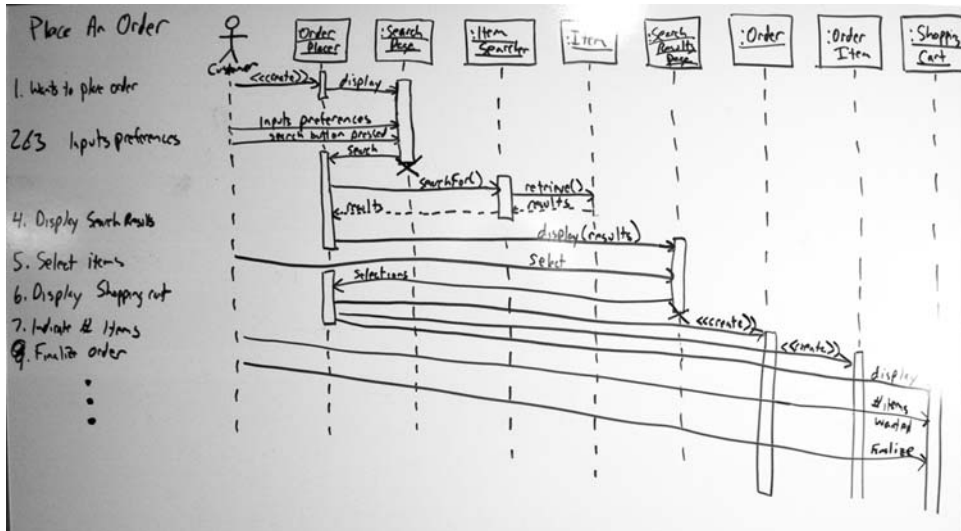 Place An Order
Customer
Order
Placer
:Search
Page
:Item
Searcher
:Item
:Search
Results
Page
:Order
:Order
Item
:Shopping
Cart
1. Wants to place order
<<create>>
display
2&3 Inputs preferences
Inputs preferences
search button pressed
search
searchFor()
retrieve()
results
results
4. Display Search Results
display(results)
5. Select items
select
selections
6. Display Shopping
7. Indicate # Items
<<create>>
<<create>>
9. Finalize order
display
#items
wanted
Finalize